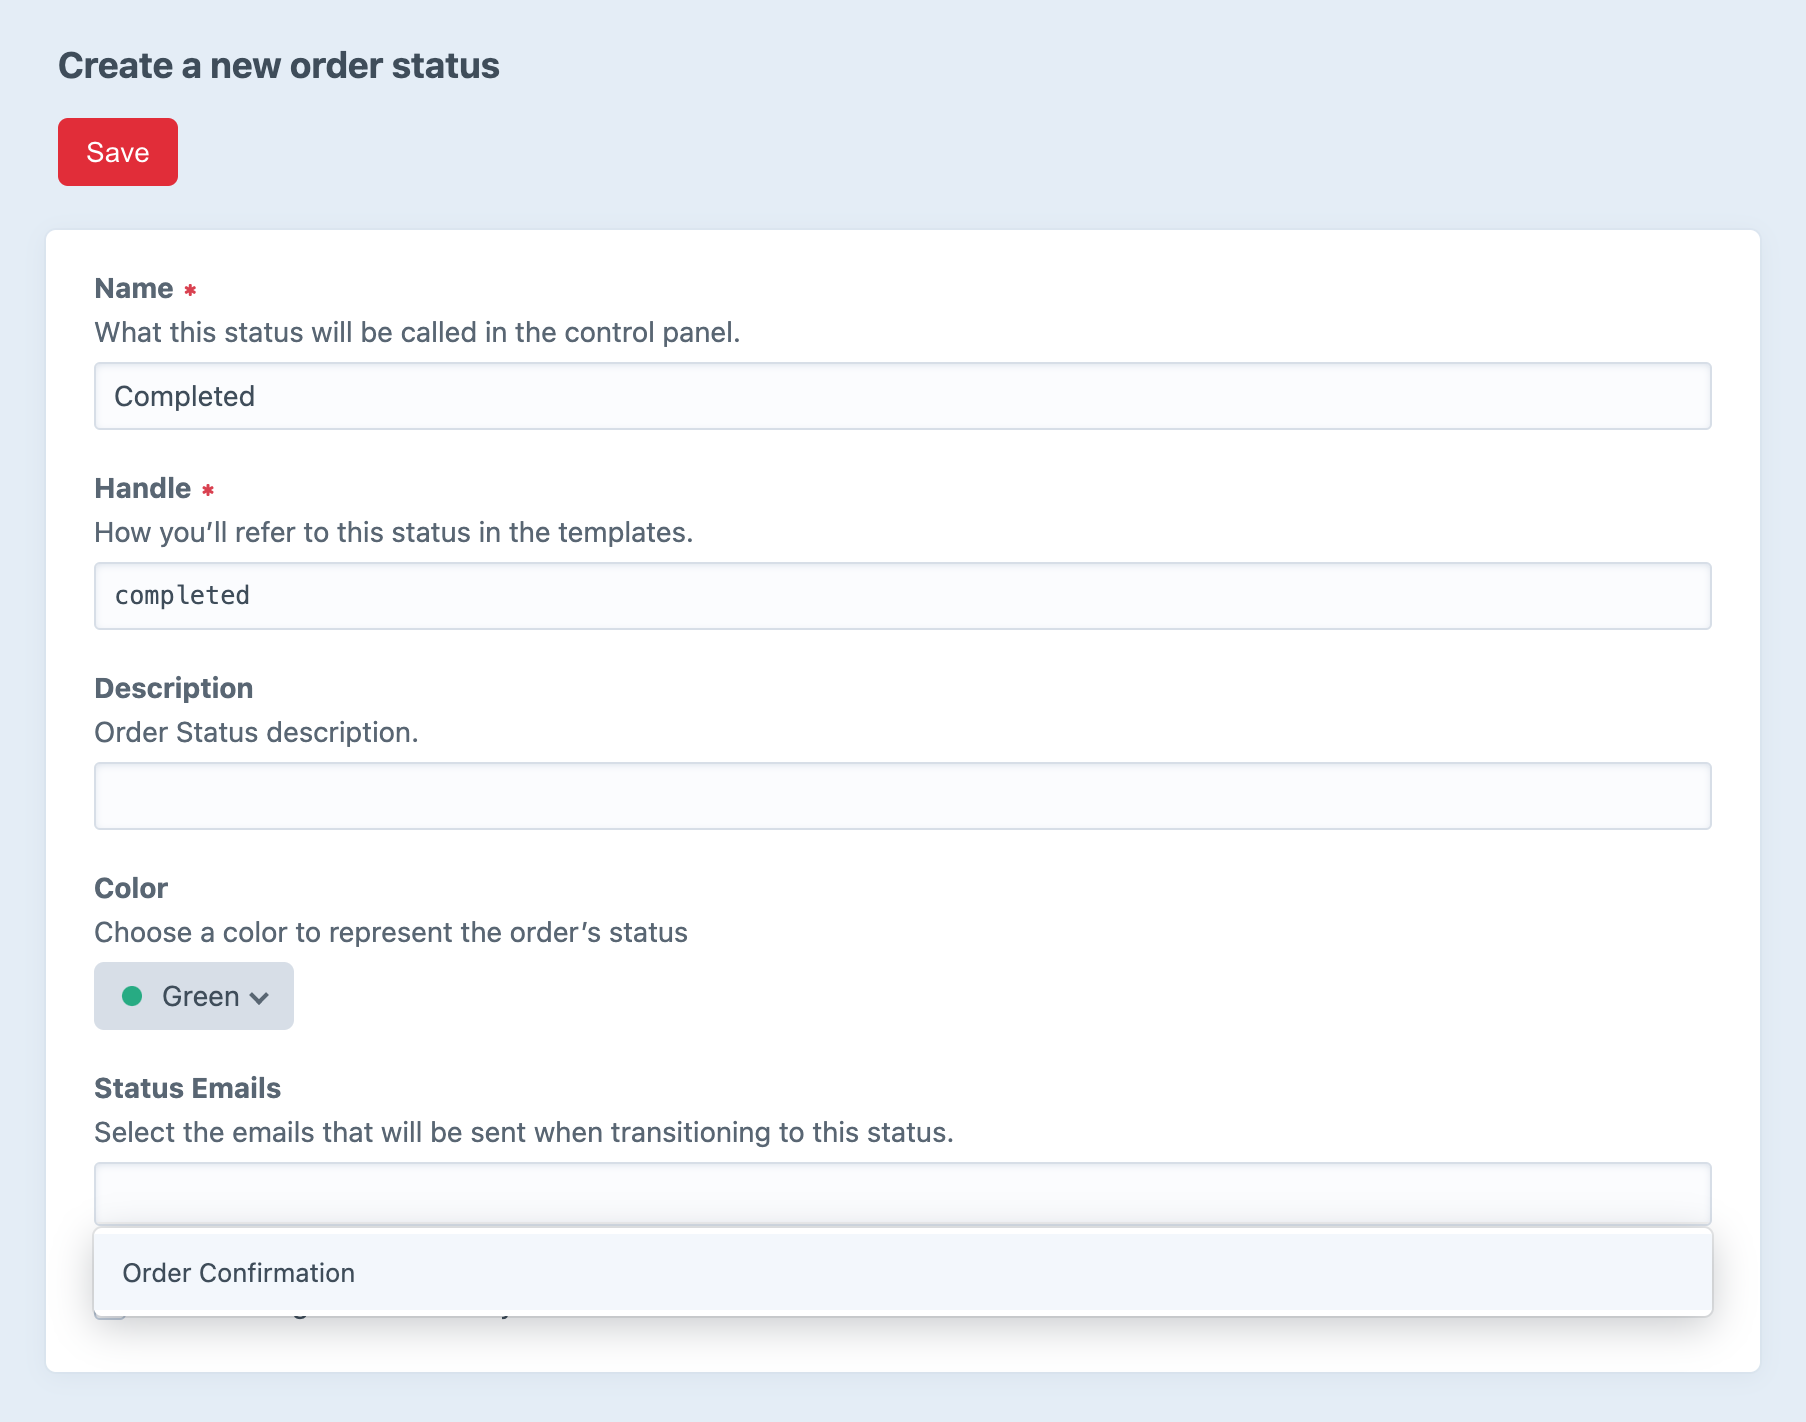 Create a new order status
Save
Name *
What this status will be called in the control panel.
Completed
Handle *
How you’ll refer to this status in the templates.
completed
Description
Order Status description.
Color
Choose a color to represent the order’s status
Green
Status Emails
Select the emails that will be sent when transitioning to this status.
Order Confirmation